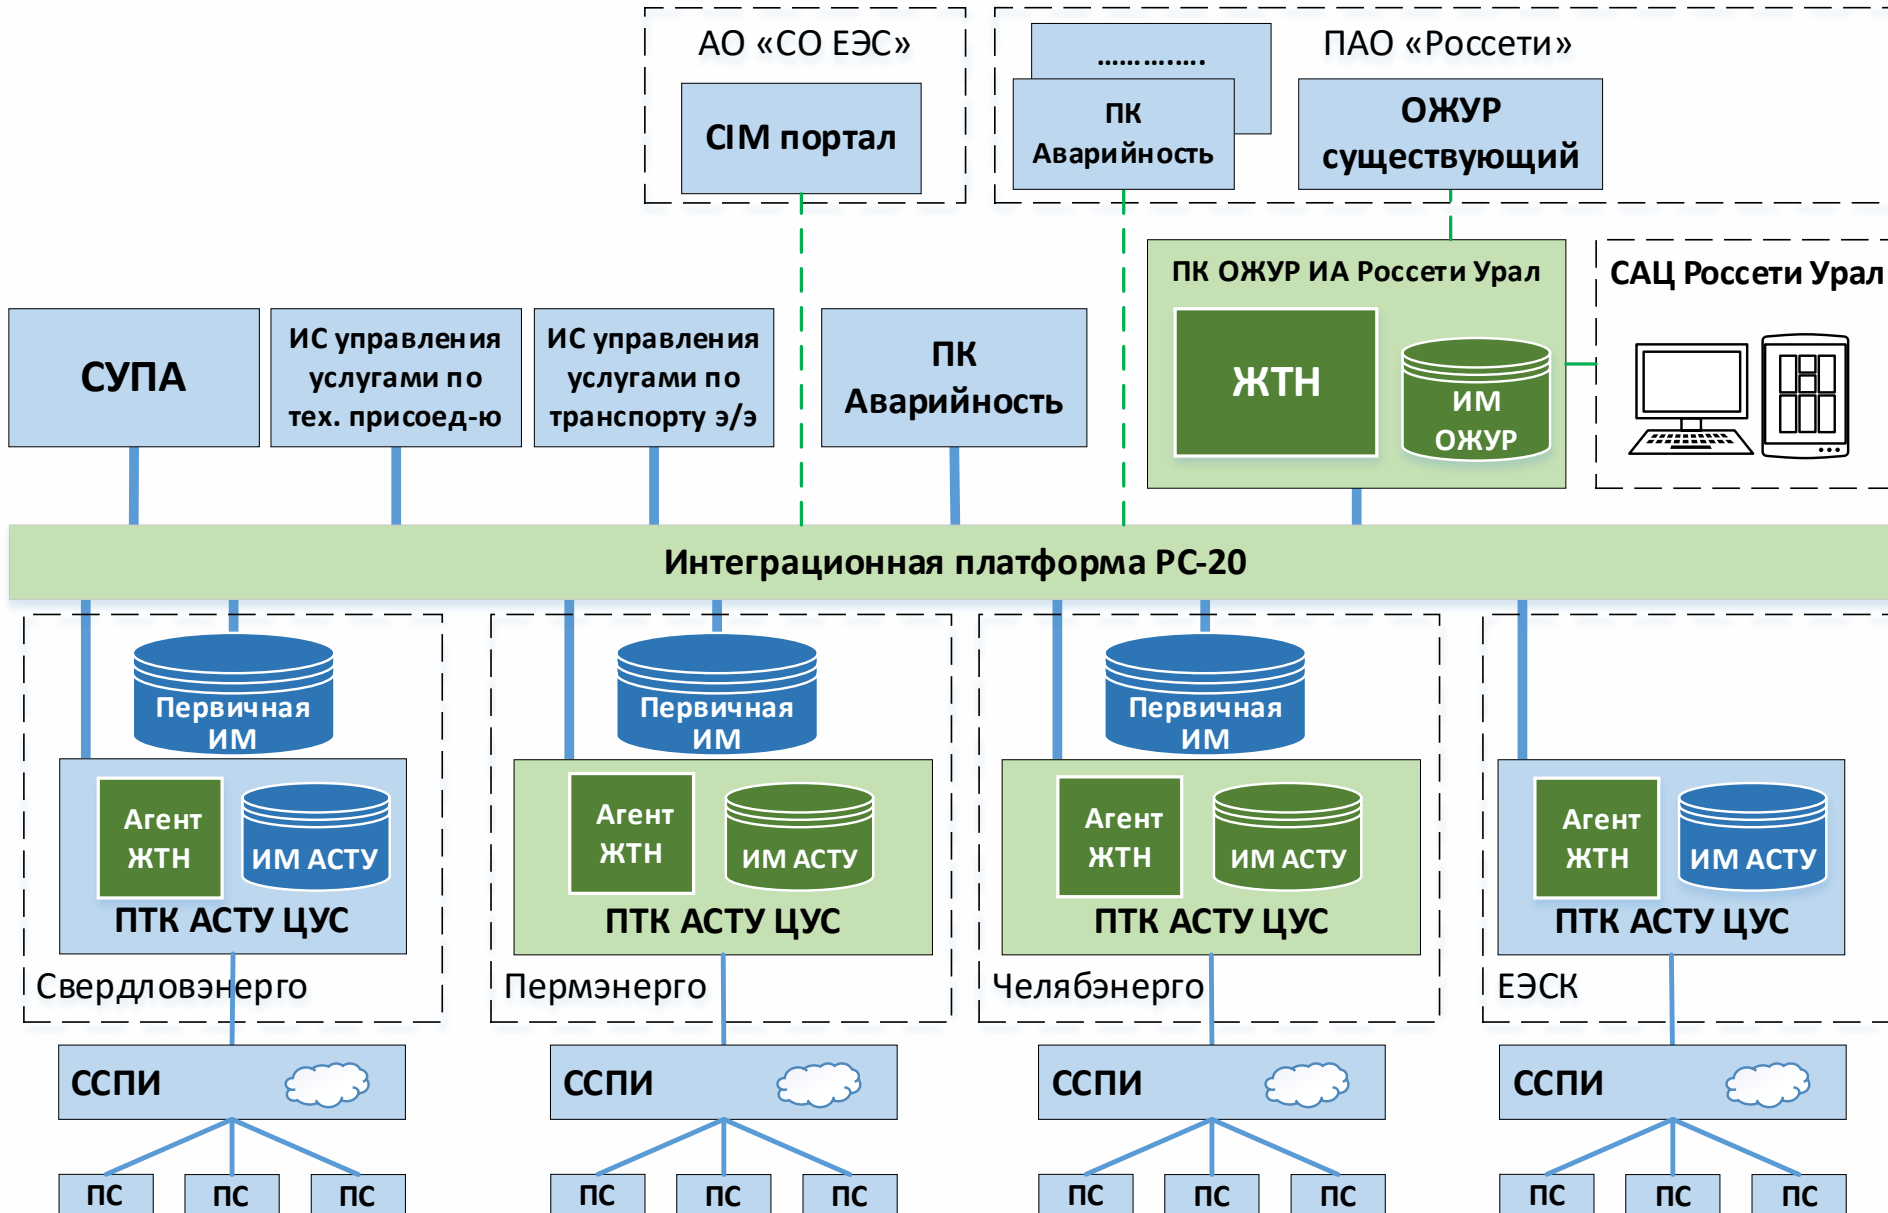 АО «СО ЕЭС»
CIM портал
ПАО «Россети»
................
ПК
Аварийность
ОЖУР
существующий
ПК ОЖУР ИА Россети Урал
ЖТН
ИМ
ОЖУР
САЦ Россети Урал
СУПА
ИС управления
услугами по
тех. присоед-ю
ИС управления
услугами по
транспорту э/э
ПК
Аварийность
Интеграционная платформа РС-20
Первичная
ИМ
Агент
ЖТН
ИМ АСТУ
ПТК АСТУ ЦУС
Свердловэнерго
Первичная
ИМ
Агент
ЖТН
ИМ АСТУ
ПТК АСТУ ЦУС
Пермэнерго
Первичная
ИМ
Агент
ЖТН
ИМ АСТУ
ПТК АСТУ ЦУС
Челябэнерго
Агент
ЖТН
ИМ АСТУ
ПТК АСТУ ЦУС
ЕЭСК
ССПИ
ССПИ
ССПИ
ССПИ
ПС ПС ПС
ПС ПС ПС
ПС ПС ПС
ПС ПС ПС